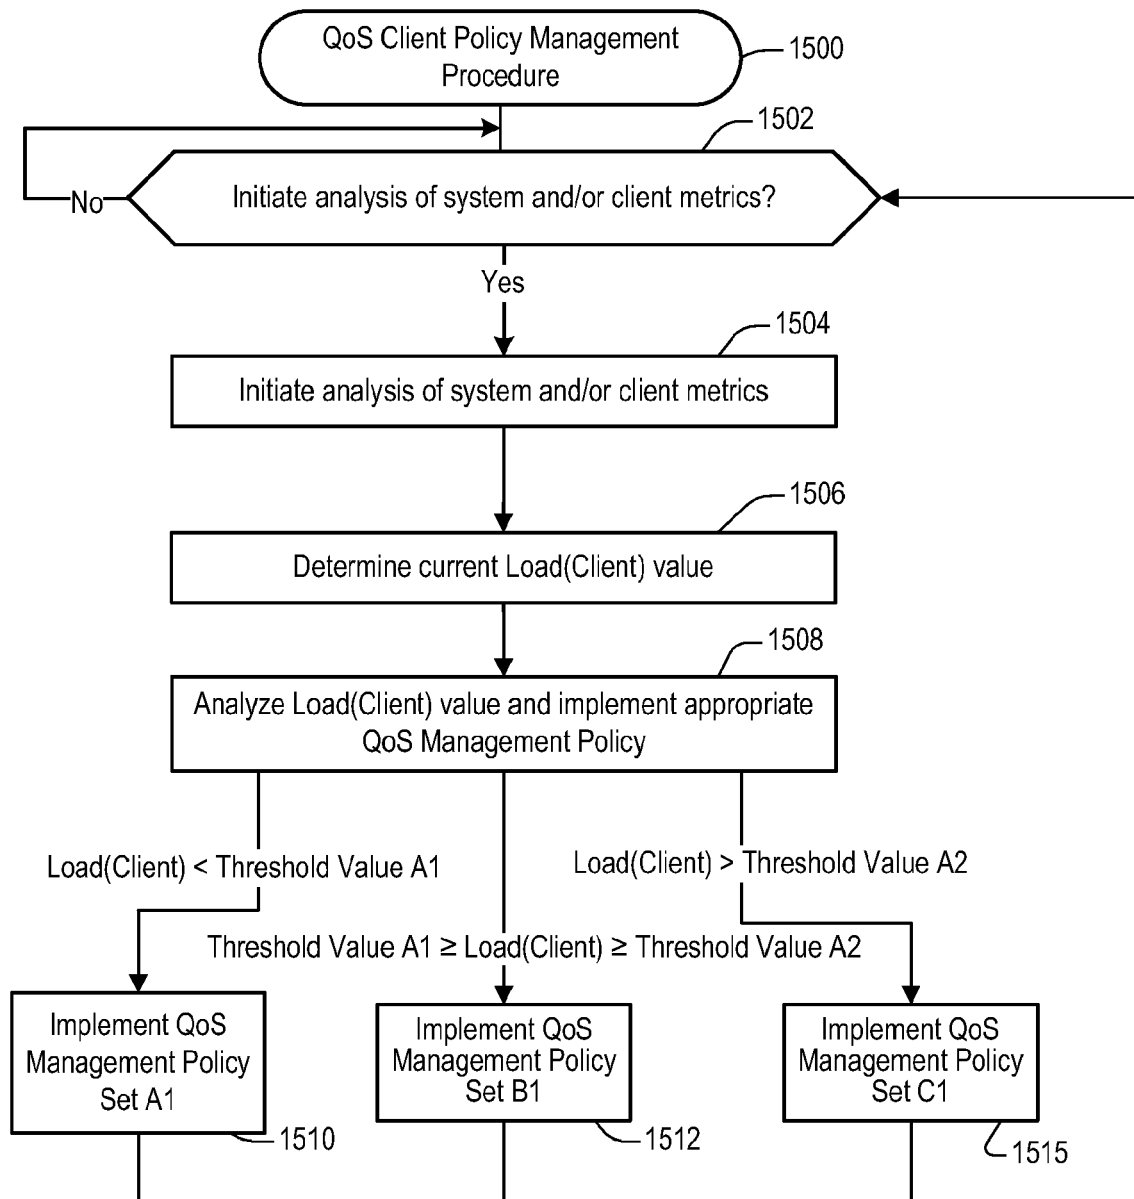 QoS Client Policy Management
Procedure
1500
1502
Initiate analysis of system and/or client metrics?
No
Yes
1504
Initiate analysis of system and/or client metrics
1506
Determine current Load(Client) value
1508
Analyze Load(Client) value and implement appropriate
QoS Management Policy
Load(Client) < Threshold Value A1
Load(Client) > Threshold Value A2
Threshold Value A1 ≥ Load(Client) ≥ Threshold Value A2
Implement QoS
Management Policy
Set A1
1510
Implement QoS
Management Policy
Set B1
1512
Implement QoS
Management Policy
Set C1
1515